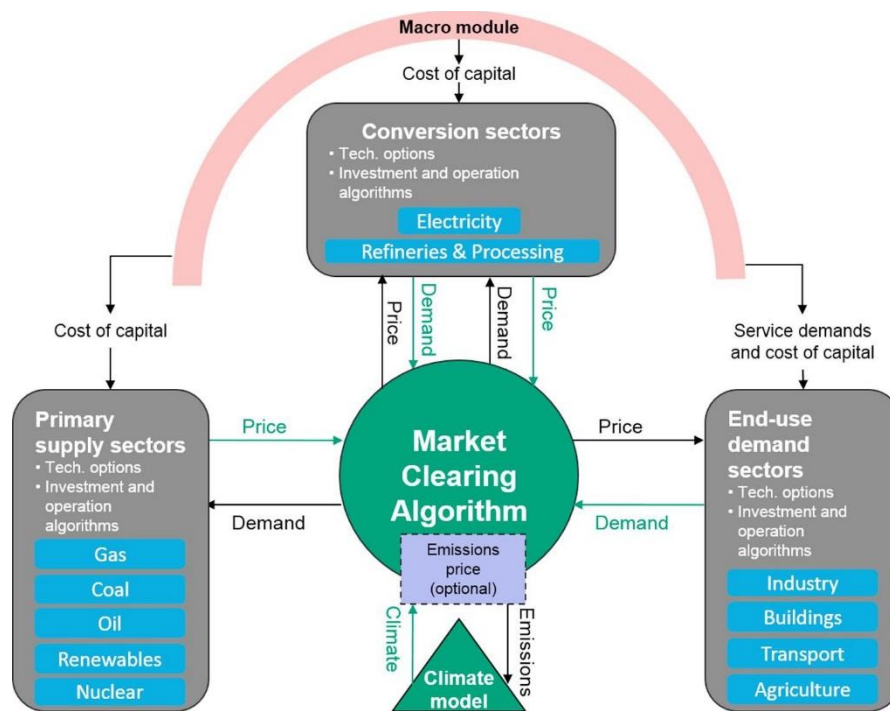 Macro module
Cost of capital
Conversion sectors
• Tech. options
• Investment and operation
algorithms
Electricity
Refineries & Processing
Price
Demand
Demand
Price
Cost of capital
Service demands
and cost of capital
Primary
supply sectors
• Tech. options
• Investment and
operation
algorithms
Gas
Coal
Oil
Renewables
Nuclear
Price
Demand
Market
Clearing
Algorithm
Emissions
price
(optional)
Climate
Emissions
Climate
model
Price
Demand
End-use
demand
sectors
• Tech. options
• Investment and
operation
algorithms
Industry
Buildings
Transport
Agriculture